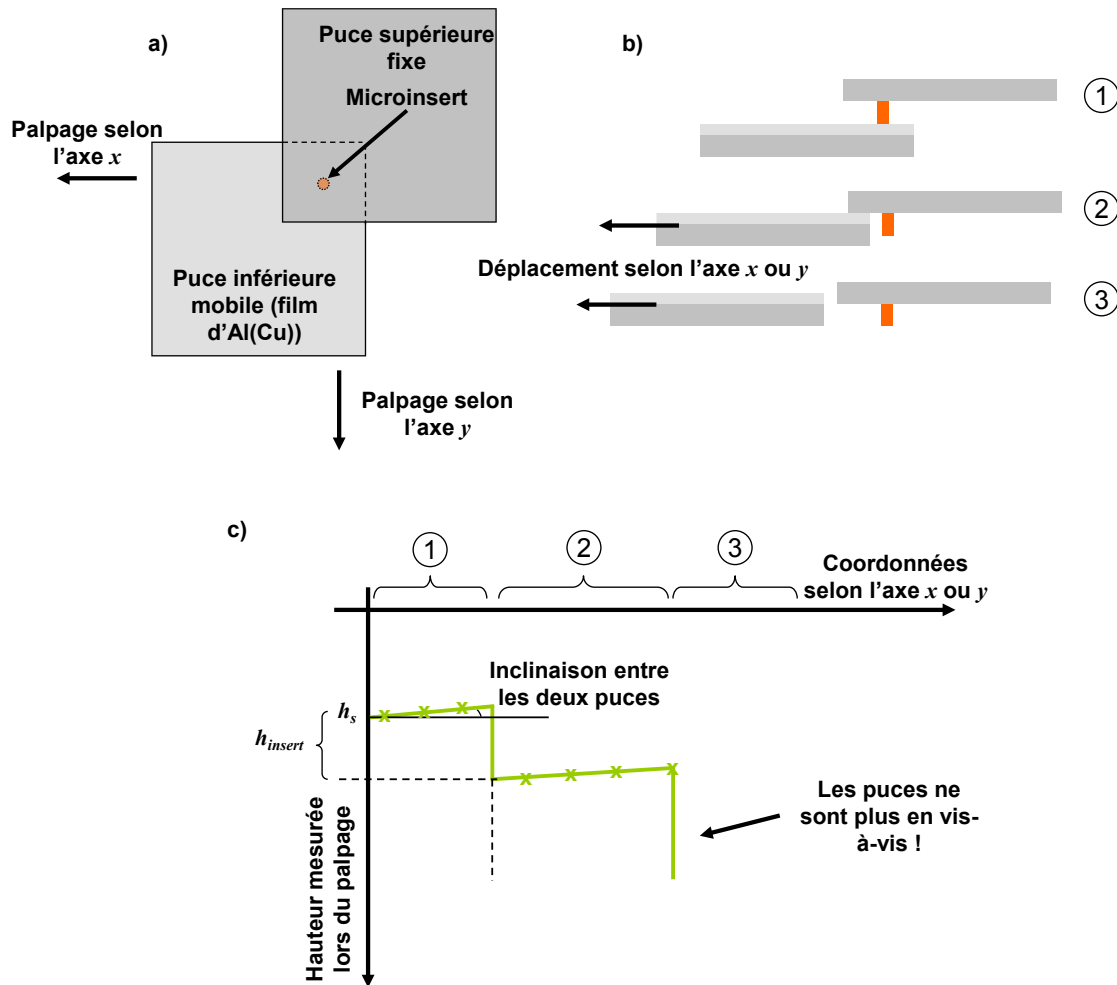 a)
Puce supérieure
fixe
Microinsert
Palpage selon
l'axe x
Puce inférieure
mobile (film
d'Al(Cu))
Palpage selon
l'axe y
b)
1
2
Déplacement selon l'axe x ou y
3
c)
1
2
3
Coordonnées
selon l'axe x ou y
Inclinaison entre
les deux puces
hs
hinsert
Les puces ne
sont plus en vis-
à-vis !
Hauteur mesurée
lors du palpage